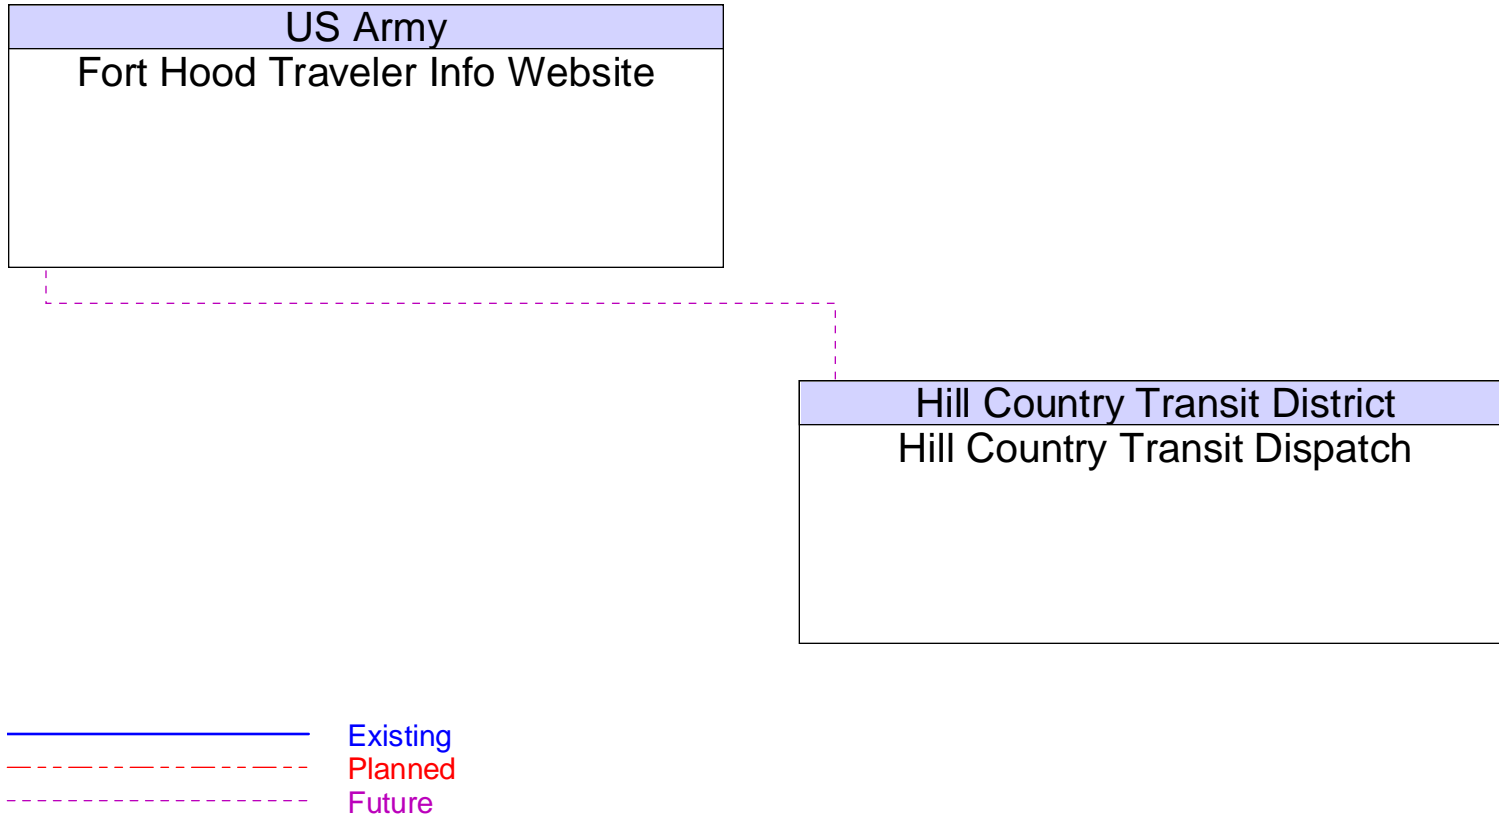 US Army
Fort Hood Traveler Info Website
Hill Country Transit District
Hill Country Transit Dispatch
Existing
Planned
Future